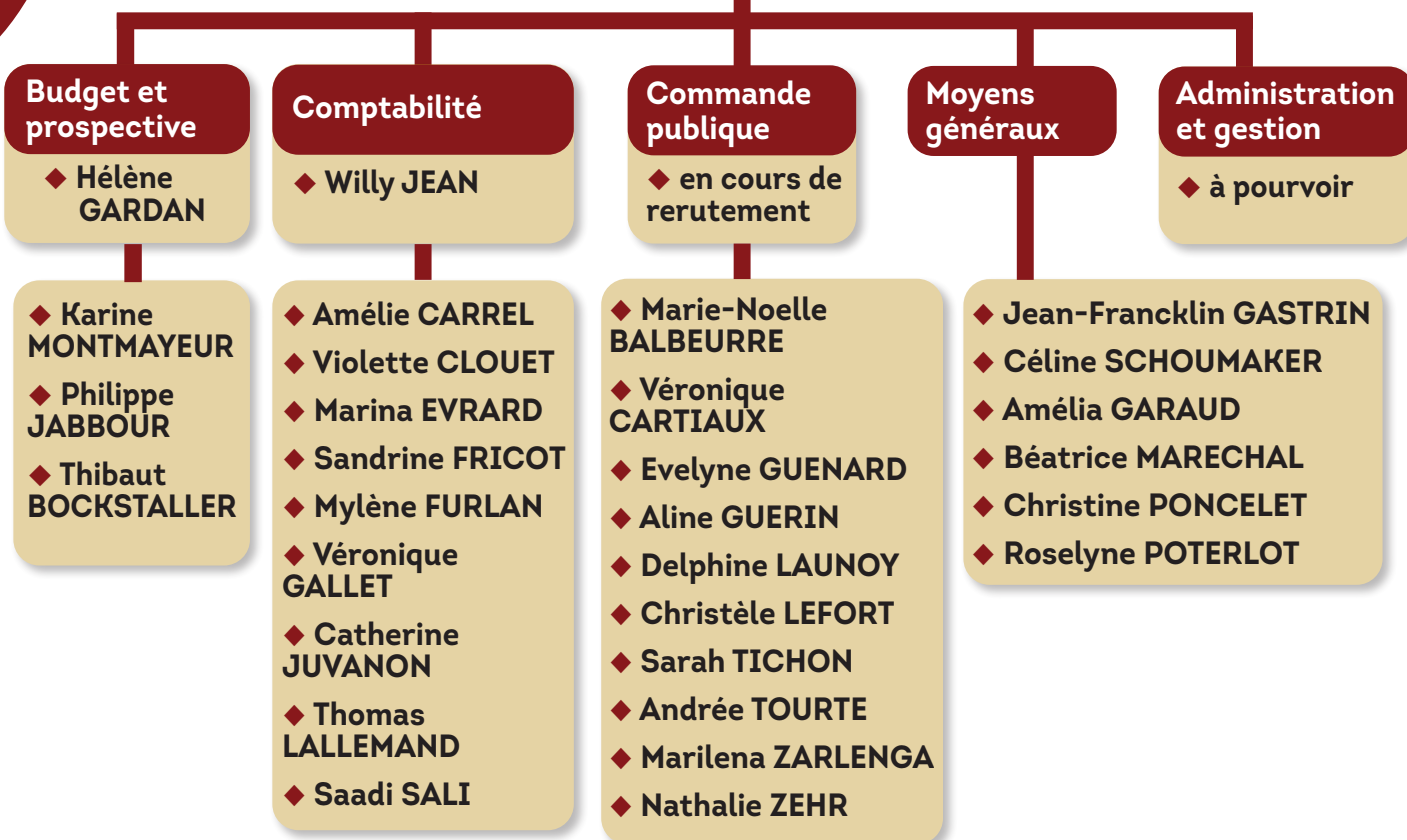 Budget et
prospective
◆ Hélène
GARDAN
◆ Karine
MONTMAYEUR
◆ Philippe
JABBOUR
◆ Thibaut
BOCKSTALLER
Comptabilité
◆ Willy JEAN
◆ Amélie CARREL
◆ Violette CLOUET
◆ Marina EVRARD
◆ Sandrine FRICOT
◆ Mylène FURLAN
◆ Véronique
GALLET
◆ Catherine
JUVANON
◆ Thomas
LALLEMAND
◆ Saadi SALI
Commande
publique
◆ en cours de
rerutement
◆ Marie-Noelle
BALBEURRE
◆ Véronique
CARTIAUX
◆ Evelyne GUENARD
◆ Aline GUERIN
◆ Delphine LAUNOY
◆ Christèle LEFORT
◆ Sarah TICHON
◆ Andrée TOURTE
◆ Marilena ZARLENGA
◆ Nathalie ZEHR
Moyens
généraux
◆ Jean-Francklin GASTRIN
◆ Céline SCHOUMAKER
◆ Amélia GARAUD
◆ Béatrice MARECHAL
◆ Christine PONCELET
◆ Roselyne POTERLOT
Administration
et gestion
◆ à pourvoir